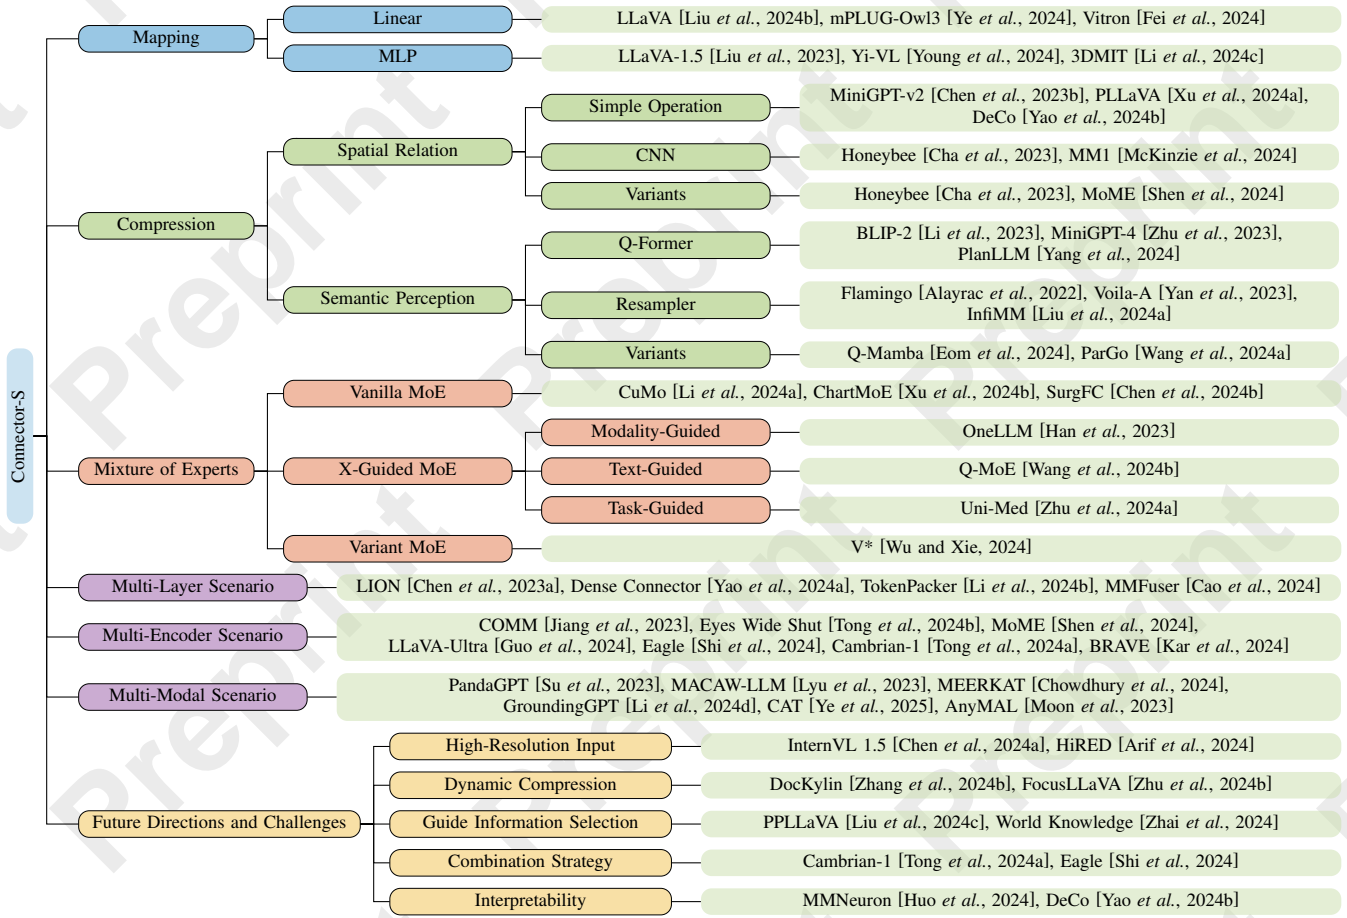 Connector-S
Mapping
Linear
LLaVA [Liu et al., 2024b], mPLUG-Owl3 [Ye et al., 2024], Vitron [Fei et al., 2024]
MLP
LLaVA-1.5 [Liu et al., 2023], Yi-VL [Young et al., 2024], 3DMIT [Li et al., 2024c]
Compression
Spatial Relation
Simple Operation
MiniGPT-v2 [Chen et al., 2023b], PLLaVA [Xu et al., 2024a],
DeCo [Yao et al., 2024b]
CNN
Honeybee [Cha et al., 2023], MM1 [McKinzie et al., 2024]
Variants
Honeybee [Cha et al., 2023], MoME [Shen et al., 2024]
Semantic Perception
Q-Former
BLIP-2 [Li et al., 2023], MiniGPT-4 [Zhu et al., 2023],
PlanLLM [Yang et al., 2024]
Resampler
Flamingo [Alayrac et al., 2022], Voila-A [Yan et al., 2023],
InfiMM [Liu et al., 2024a]
Variants
Q-Mamba [Eom et al., 2024], ParGo [Wang et al., 2024a]
Mixture of Experts
Vanilla MoE
CuMo [Li et al., 2024a], ChartMoE [Xu et al., 2024b], SurgFC [Chen et al., 2024b]
X-Guided MoE
Modality-Guided
OneLLM [Han et al., 2023]
Text-Guided
Q-MoE [Wang et al., 2024b]
Task-Guided
Uni-Med [Zhu et al., 2024a]
Variant MoE
V* [Wu and Xie, 2024]
Multi-Layer Scenario
LION [Chen et al., 2023a], Dense Connector [Yao et al., 2024a], TokenPacker [Li et al., 2024b], MMFuser [Cao et al., 2024]
Multi-Encoder Scenario
COMM [Jiang et al., 2023], Eyes Wide Shut [Tong et al., 2024b], MoME [Shen et al., 2024],
LLaVA-Ultra [Guo et al., 2024], Eagle [Shi et al., 2024], Cambrian-1 [Tong et al., 2024a], BRAVE [Kar et al., 2024]
Multi-Modal Scenario
PandaGPT [Su et al., 2023], MACAW-LLM [Lyu et al., 2023], MEERKAT [Chowdhury et al., 2024],
GroundingGPT [Li et al., 2024d], CAT [Ye et al., 2025], AnyMAL [Moon et al., 2023]
Future Directions and Challenges
High-Resolution Input
InternVL 1.5 [Chen et al., 2024a], HiRED [Arif et al., 2024]
Dynamic Compression
DocKylin [Zhang et al., 2024b], FocusLLaVA [Zhu et al., 2024b]
Guide Information Selection
PPLLaVA [Liu et al., 2024c], World Knowledge [Zhai et al., 2024]
Combination Strategy
Cambrian-1 [Tong et al., 2024a], Eagle [Shi et al., 2024]
Interpretability
MMNeuron [Huo et al., 2024], DeCo [Yao et al., 2024b]
Preprint
Preprint
Preprint
Preprint
Preprint
Preprint